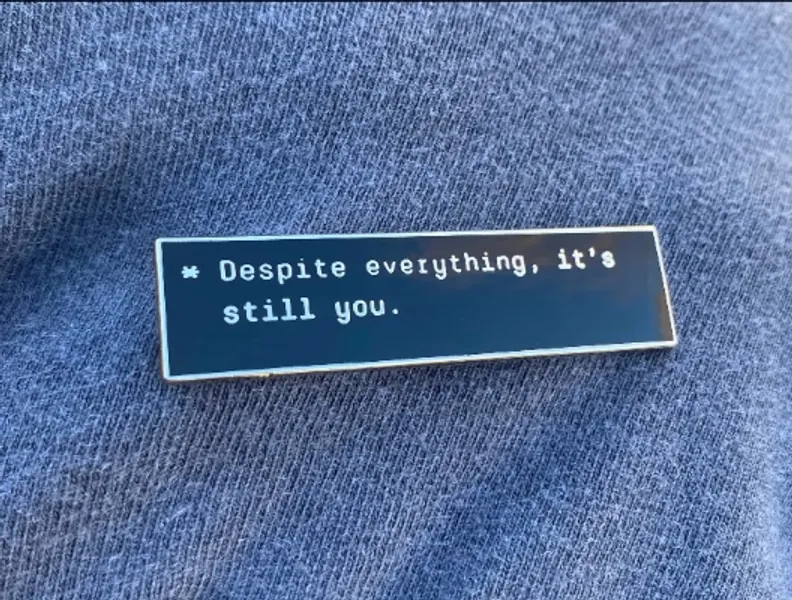 * Despite everything, it's
still you.